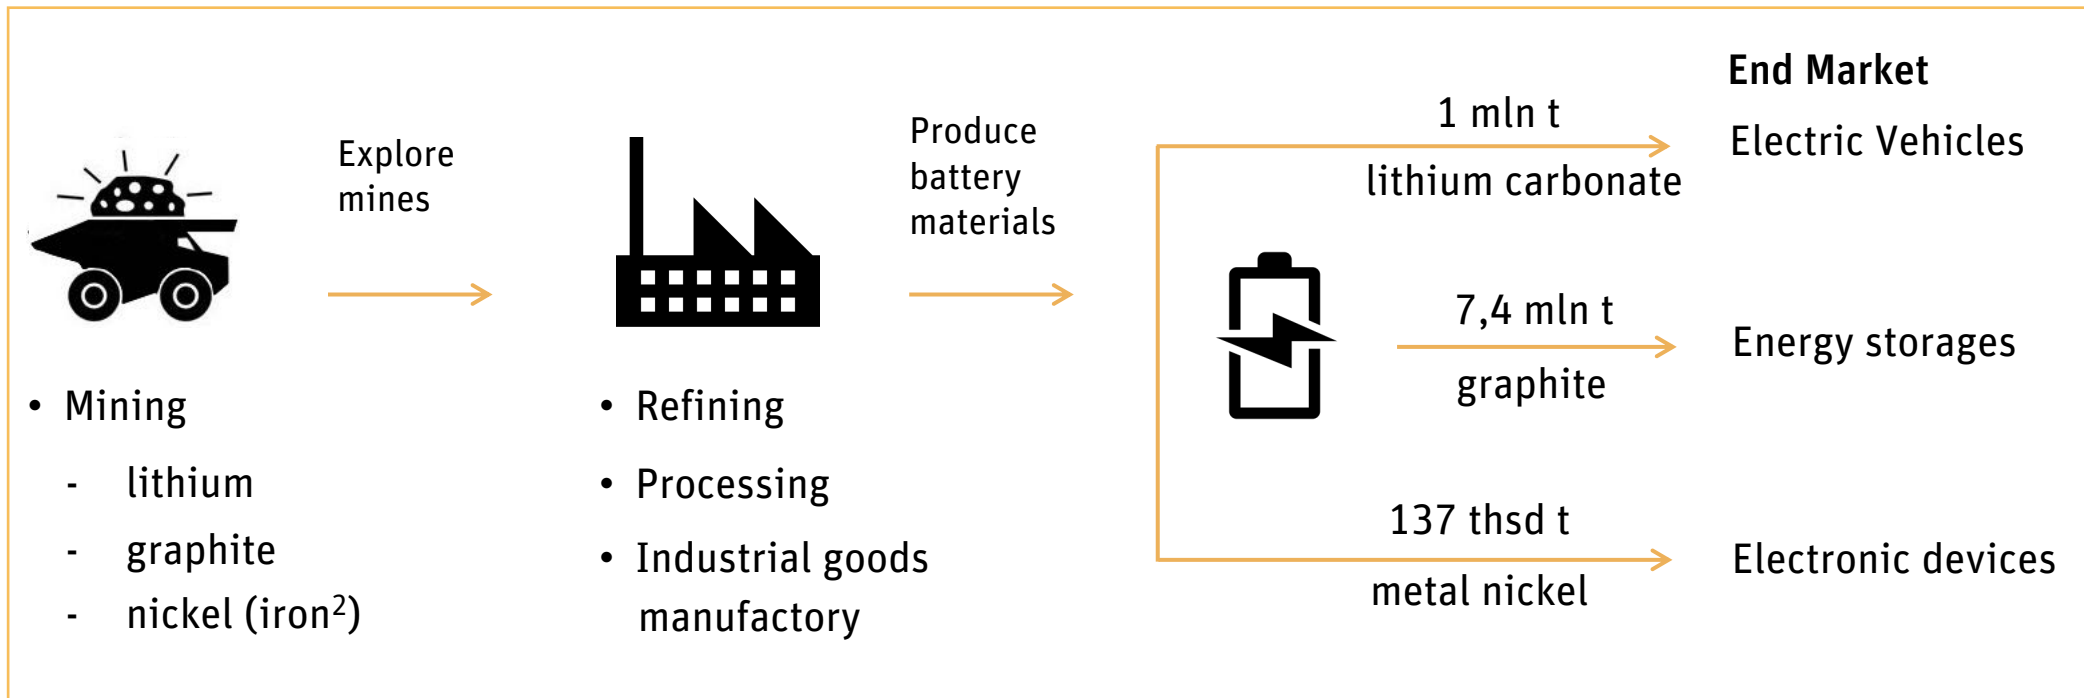 Explore
mines
• Mining
- lithium
- graphite
- nickel (iron²)
Produce
battery
materials
• Refining
• Processing
• Industrial goods
manufactory
End Market
1 mln t
lithium carbonate
Electric Vehicles
7,4 mln t
graphite
Energy storages
137 thsd t
metal nickel
Electronic devices